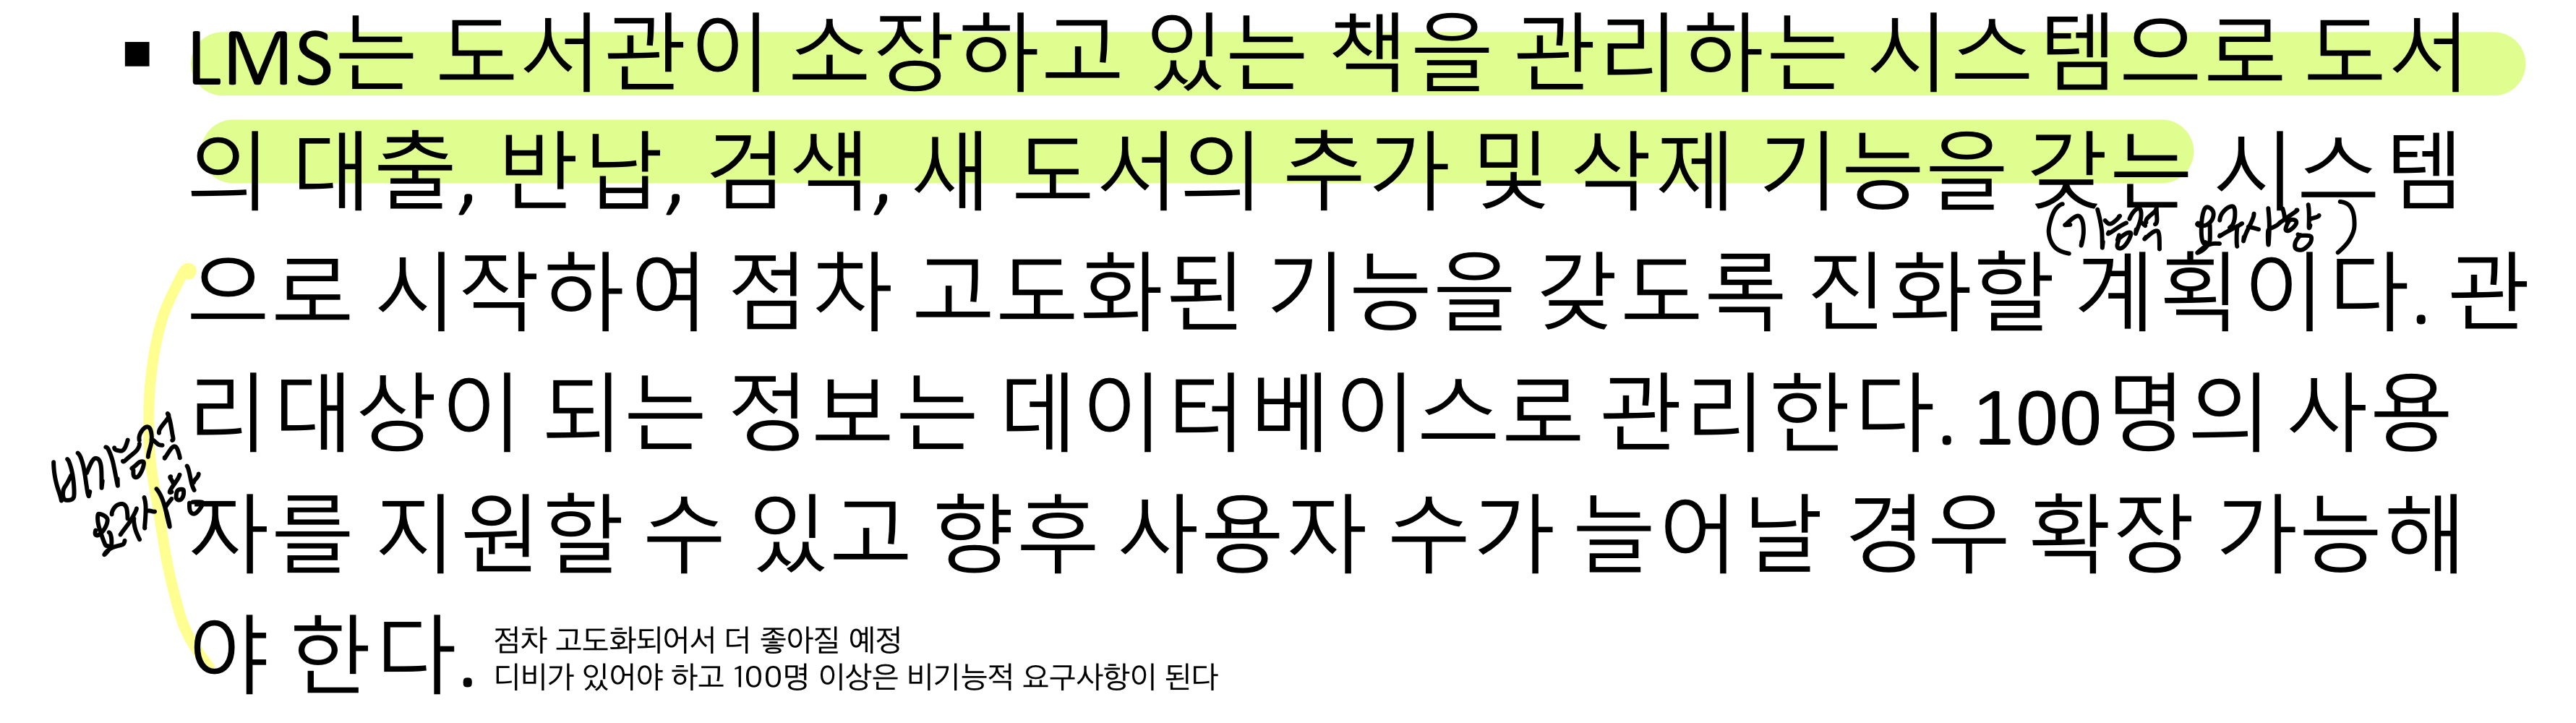 ▪ LMS는 도서관이 소장하고 있는 책을 관리하는 시스템으로 도서
의 대출, 반납, 검색, 새 도서의 추가 및 삭제 기능을 갖는 시스템
(기능적 요구사항)
으로 시작하여 점차 고도화된 기능을 갖도록 진화할 계획이다. 관
리대상이 되는 정보는 데이터베이스로 관리한다. 100명의 사용
비기능적
요구사항
자를 지원할 수 있고 향후 사용자 수가 늘어날 경우 확장 가능해
야 한다.
점차 고도화되어서 더 좋아질 예정
디비가 있어야 하고 100명 이상은 비기능적 요구사항이 된다